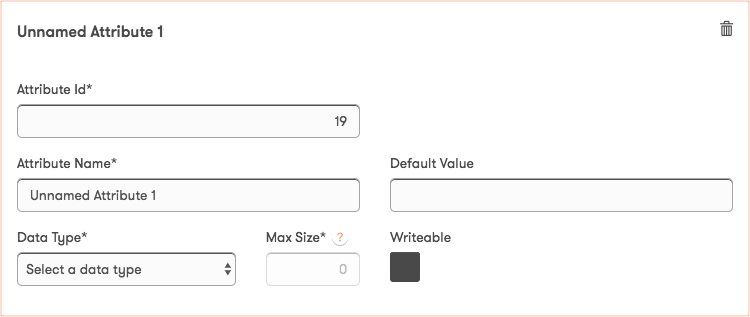 Unnamed Attribute 1
Attribute Id*
19
Attribute Name*
Default Value
Unnamed Attribute 1
Data Type*
Max Size* ?
Writeable
Select a data type
0